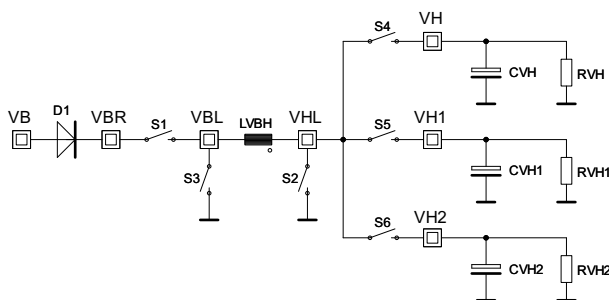 S4
VH
CVH
RVH
VB
D1
VBR
S1
VBL
LVBH
VHL
S5
VH1
S3
S2
CVH1
RVH1
S6
VH2
CVH2
RVH2